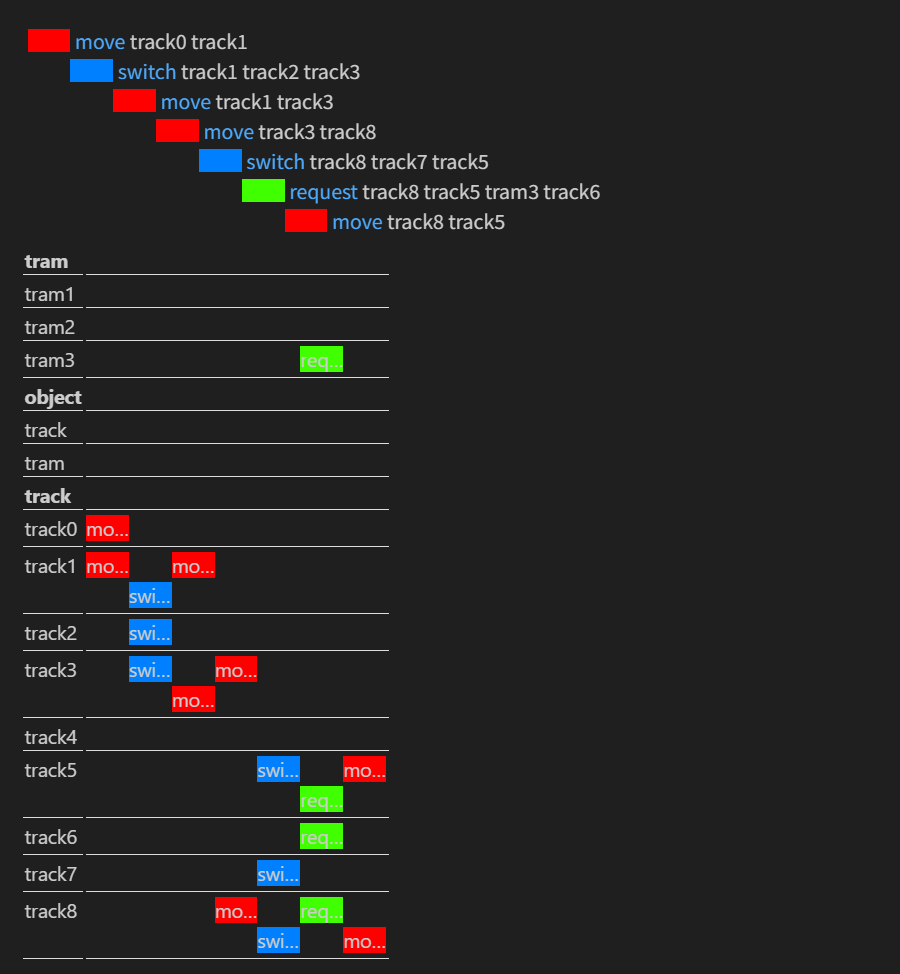 move track0 track1
switch track1 track2 track3
move track1 track3
move track3 track8
switch track8 track7 track5
request track8 track5 tram3 track6
move track8 track5
tram
tram1
tram2
tram3 req...
object
track
tram
track
track0 mo...
track1 mo... mo...
swi...
track2 swi...
track3 swi... mo...
mo...
track4
track5 swi... mo...
req...
track6 req...
track7 swi...
track8 mo... req...
swi... mo...